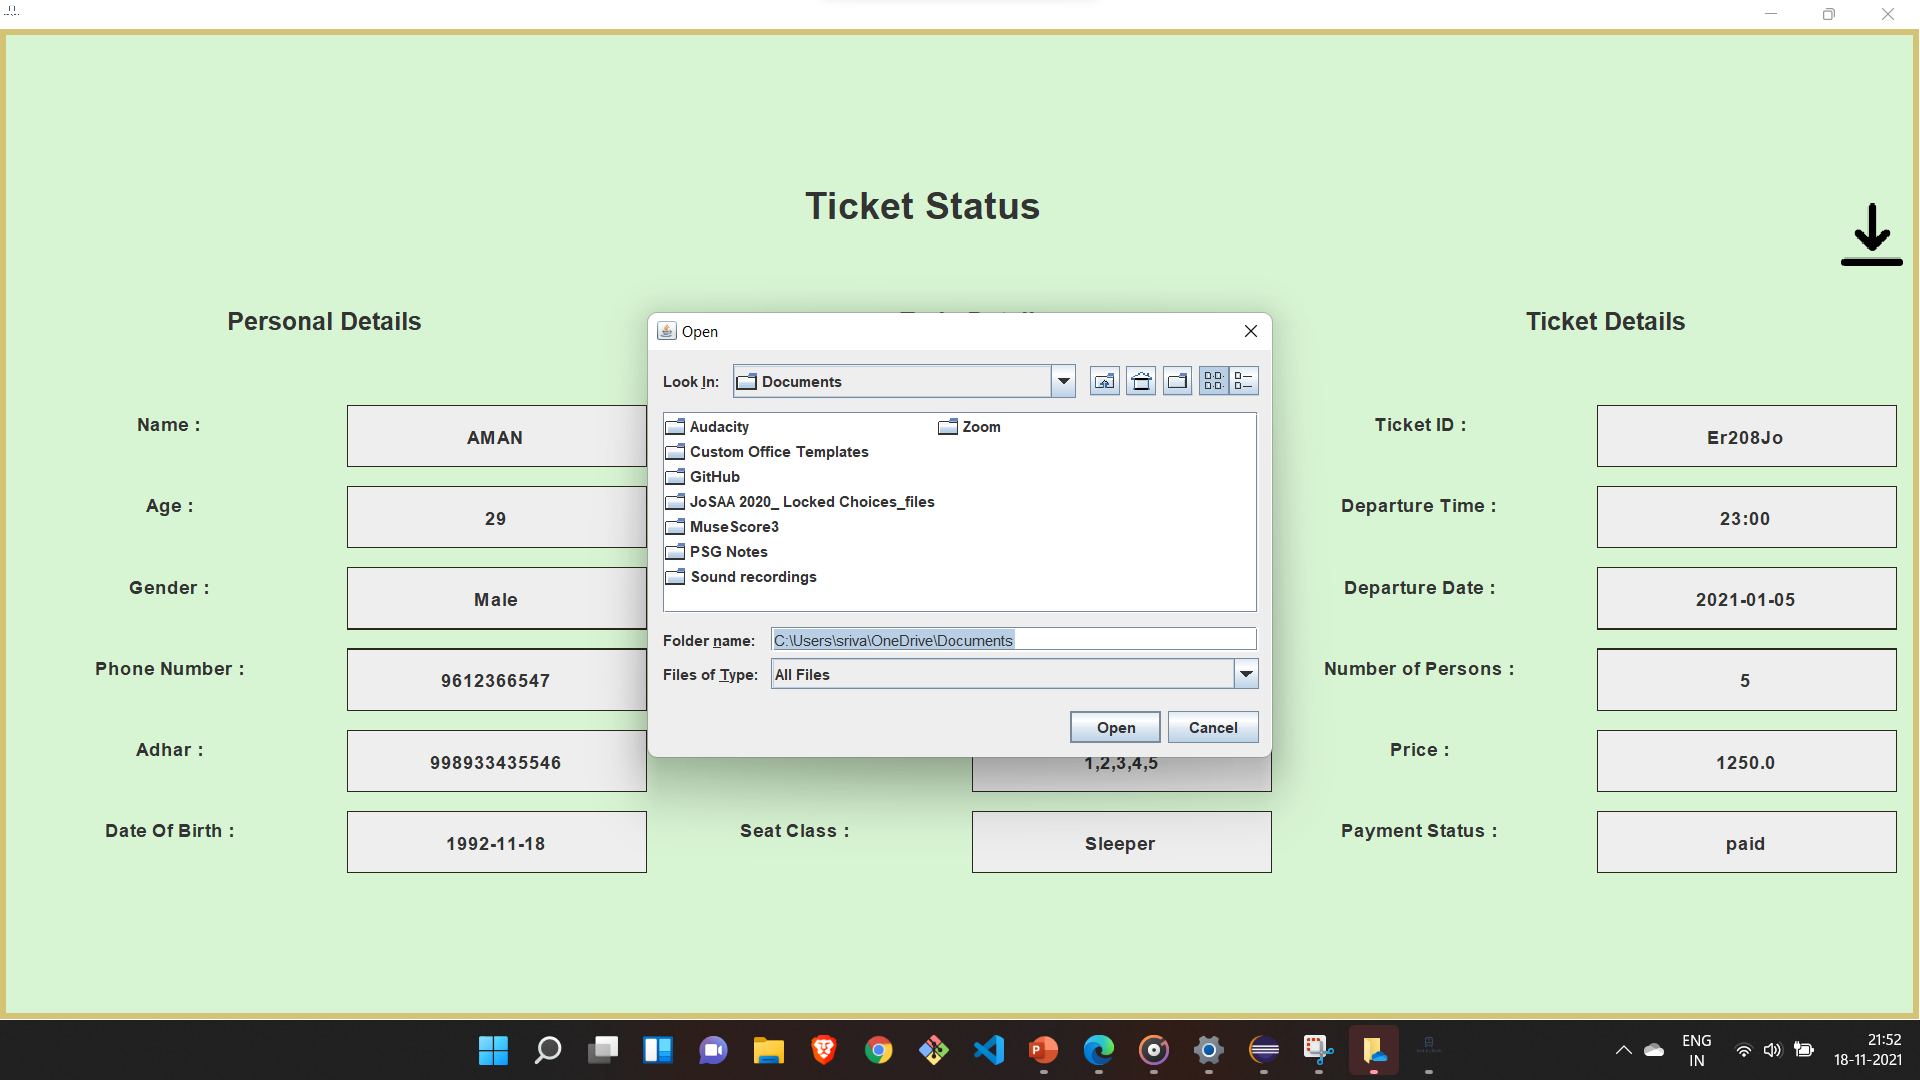 Ticket Status
Personal Details
Ticket Details
Name :
AMAN
Age :
29
Gender :
Male
Phone Number :
9612366547
Adhar :
998933435546
Date Of Birth :
1992-11-18
Open
Look In:
Documents
Audacity
Zoom
Custom Office Templates
GitHub
JoSAA 2020_ Locked Choices_files
MuseScore3
PSG Notes
Sound recordings
Folder name:
C:\Users\sriva\OneDrive\Documents
Files of Type:
All Files
Open
Cancel
1,2,3,4,5
Seat Class :
Sleeper
Ticket ID :
Er208Jo
Departure Time :
23:00
Departure Date :
2021-01-05
Number of Persons :
5
Price :
1250.0
Payment Status :
paid
ENG
IN
21:52
18-11-2021